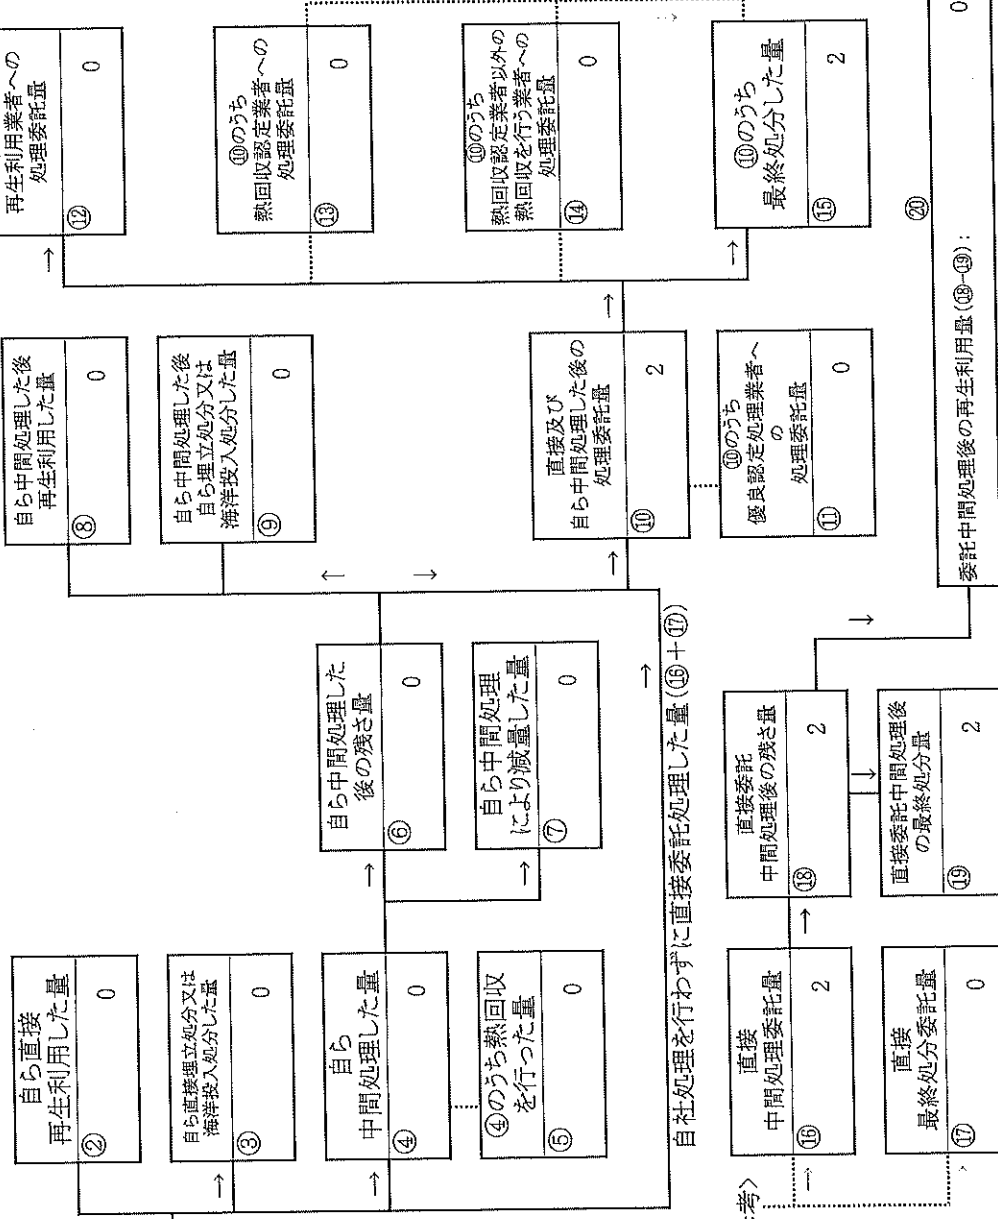 自ら直接
再生利用した量
② 0
自ら直接埋立処分又は
海洋投入処分した量
③ 0
自ら
中間処理した量
④ 0
④のうち熱回収
を行った量
⑤ 0
自ら中間処理した
後の残さ量
⑥ 0
自ら中間処理
により減量した量
⑦ 0
自ら中間処理した後
再生利用した量
⑧ 0
自ら中間処理した後
自ら埋立処分又は
海洋投入処分した量
⑨ 0
直接及び
自ら中間処理した後の
処理委託量
⑩ 2
⑩のうち
優良認定処理業者へ
の
処理委託量
⑪ 0
再生利用業者への
処理委託量
⑫ 0
⑩のうち
熱回収認定業者への
処理委託量
⑬ 0
⑩のうち
熱回収認定業者以外の
熱回収を行う業者への
処理委託量
⑭ 0
⑩のうち
最終処分した量
⑮ 2
自社処理を行わずに直接委託処理した量(⑯+⑰)
考>
直接
中間処理委託量
⑯ 2
直接
最終処分委託量
⑰ 0
直接委託
中間処理後の残さ量
⑱ 2
直接委託中間処理後
の最終処分量
⑲ 2
⑳
委託中間処理後の再生利用量(⑱-⑲): 0